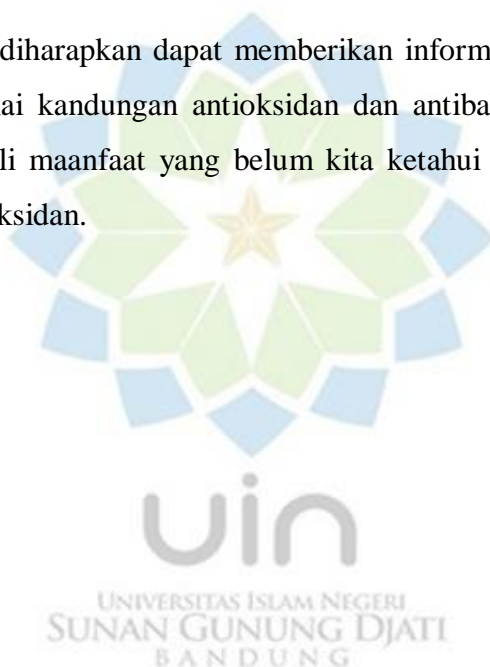 diharapkan dapat memberikan inform
ai kandungan antioksidan dan antiba
li maanfaat yang belum kita ketahui
ksidan.
uin
UNIVERSITAS ISLAM NEGERI
SUNAN GUNUNG DJATI
BANDUNG